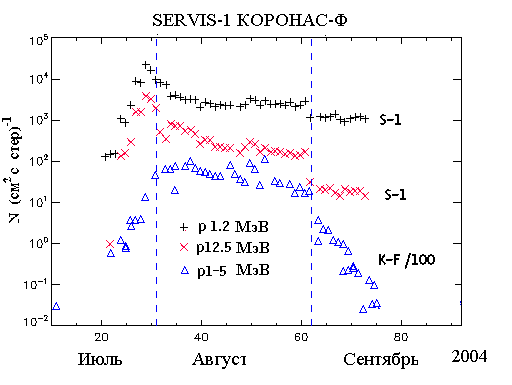 SERVIS-1 КОРОНАС-Ф
N (см² с стер)⁻¹
10⁵
10⁴
10³
10²
10¹
10⁰
10⁻¹
10⁻²
S-1
S-1
K-F/100
p 1.2 МэВ
p12.5 МэВ
p1-5 МэВ
20 40 60 80
Июль Август Сентябрь 2004